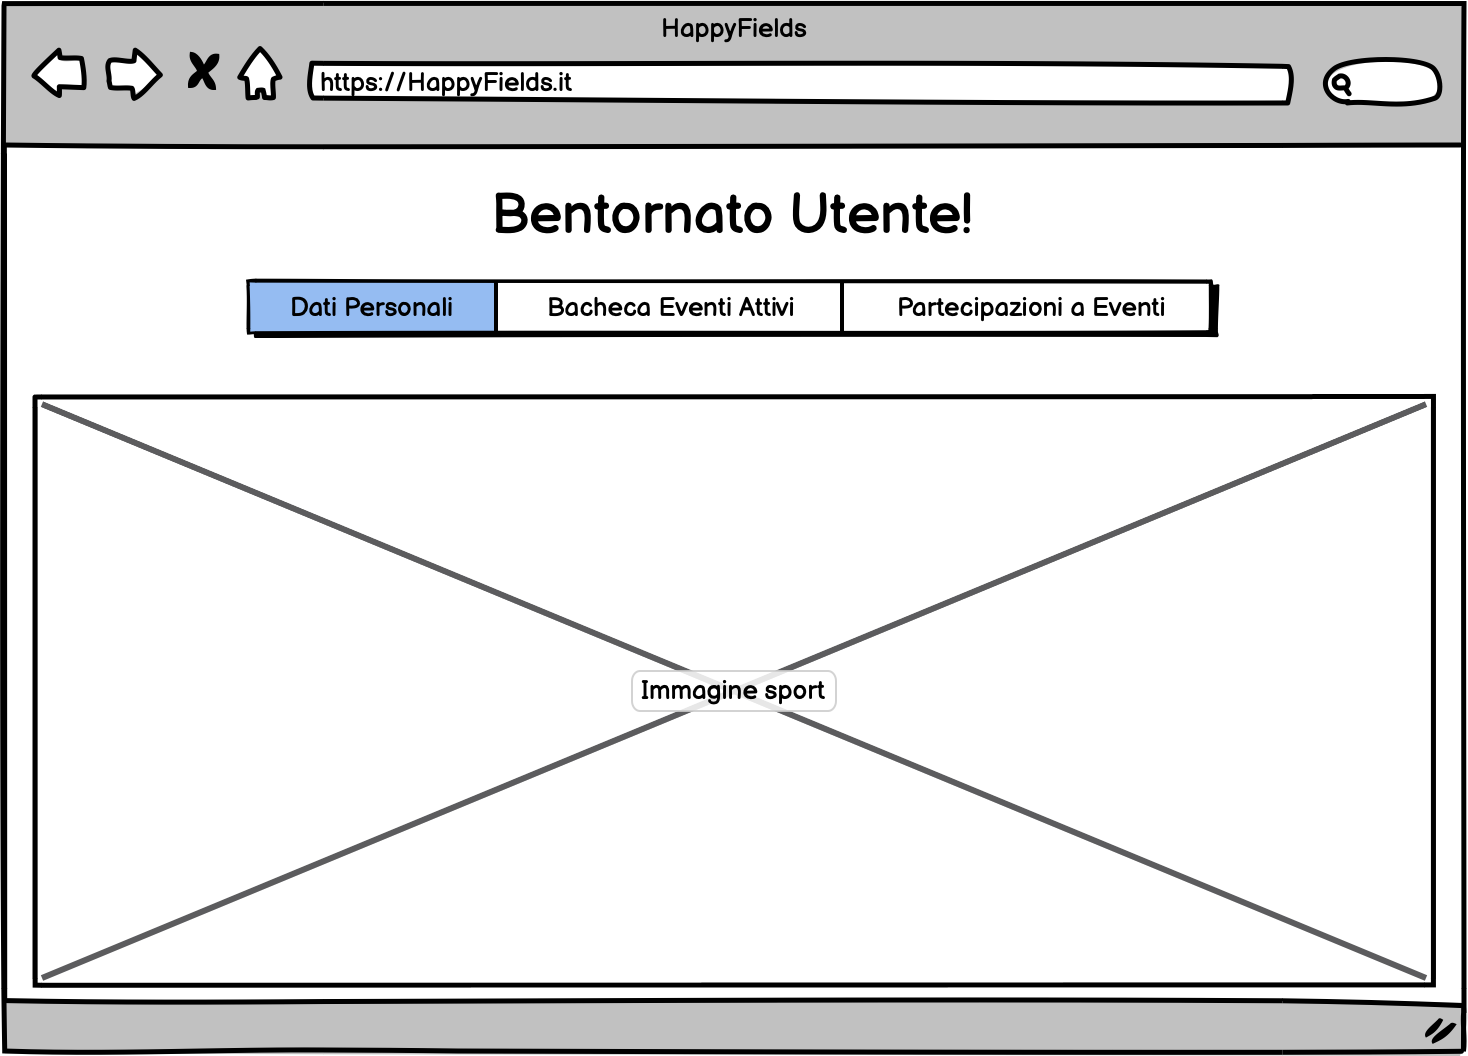 HappyFields
https://HappyFields.it
Bentornato Utente!
Dati Personali
Bacheca Eventi Attivi
Partecipazioni a Eventi
Immagine sport